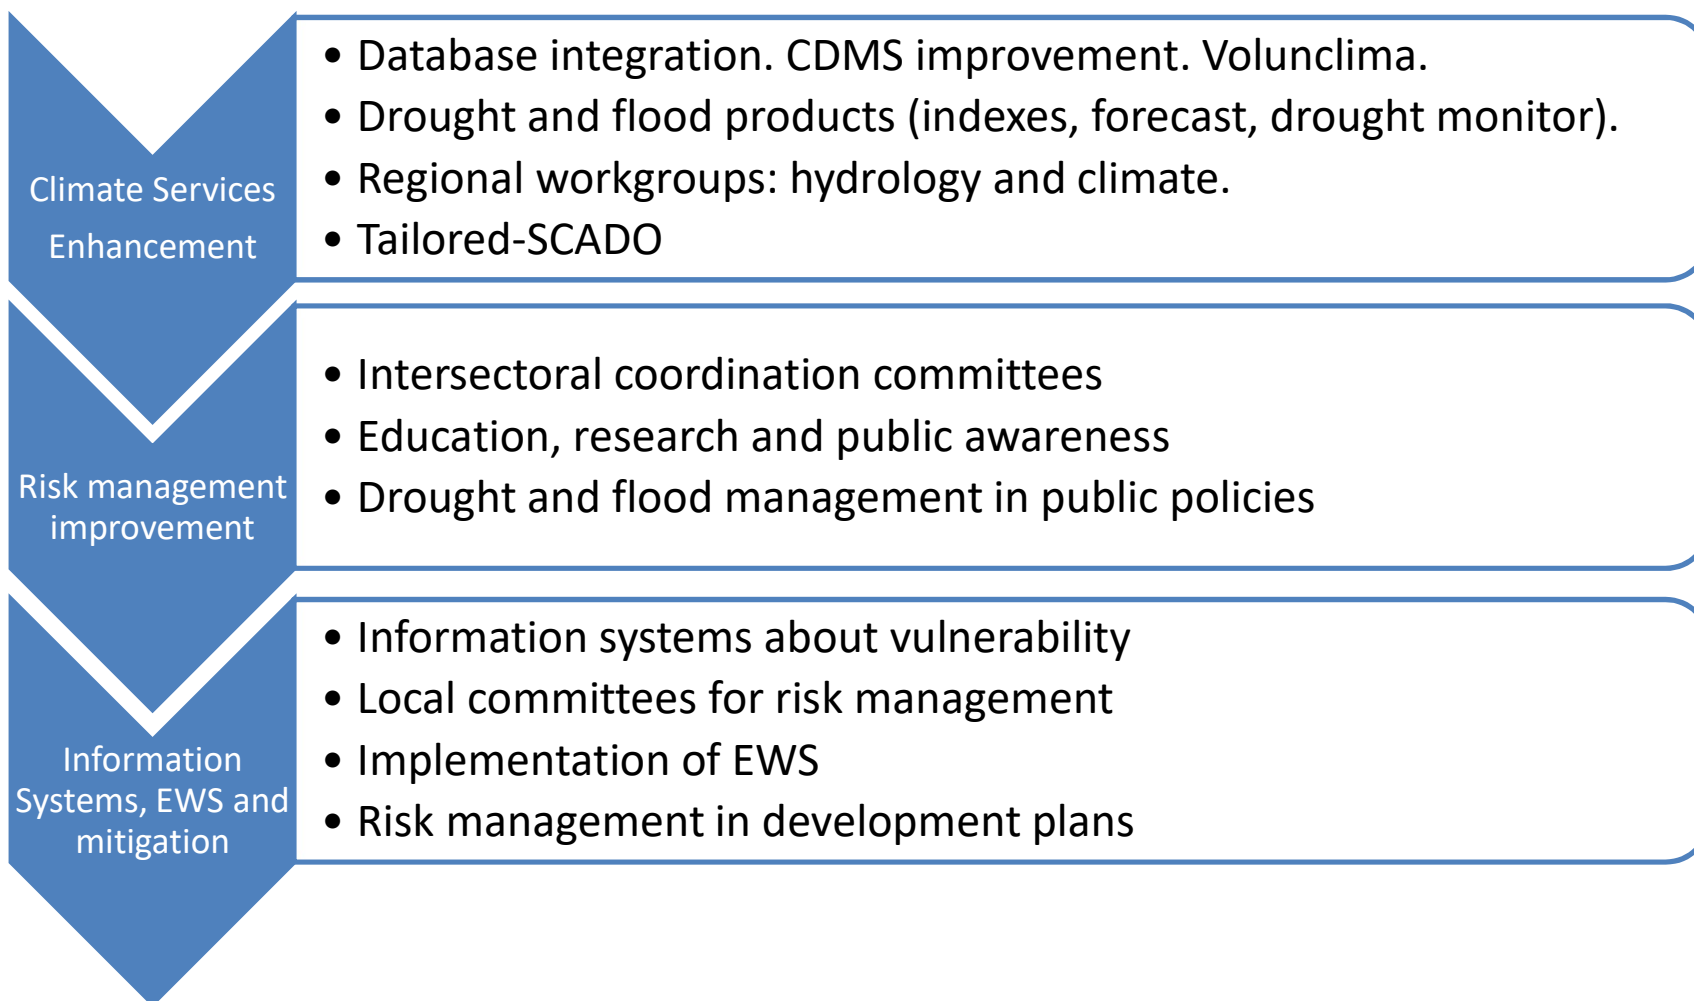 Climate Services
Enhancement
• Database integration. CDMS improvement. Volunclima.
• Drought and flood products (indexes, forecast, drought monitor).
• Regional workgroups: hydrology and climate.
• Tailored-SCADO
Risk management
improvement
• Intersectoral coordination committees
• Education, research and public awareness
• Drought and flood management in public policies
Information
Systems, EWS and
mitigation
• Information systems about vulnerability
• Local committees for risk management
• Implementation of EWS
• Risk management in development plans